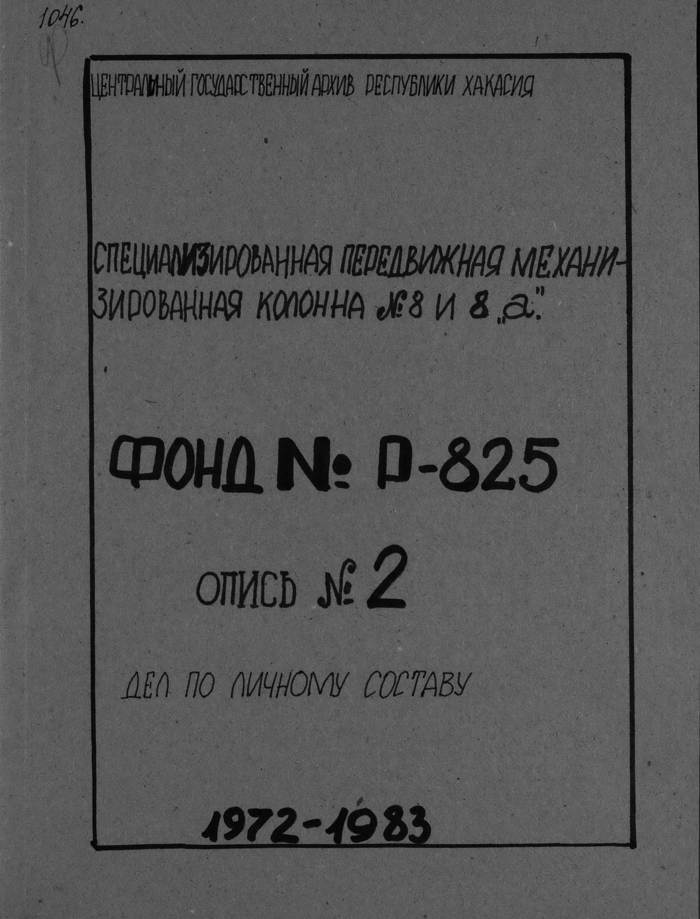 1046.
ЦЕНТРАЛЬНЫЙ ГОСУДАРСТВЕННЫЙ АРХИВ РЕСПУБЛИКИ ХАКАСИЯ
СПЕЦИАЛИЗИРОВАННАЯ ПЕРЕДВИЖНАЯ МЕХАНИ-
ЗИРОВАННАЯ КОЛОННА №8 И 8 „а".
ФОНД № Р-825
ОПИСЬ № 2
ДЕЛ ПО ЛИЧНОМУ СОСТАВУ
1972-1983